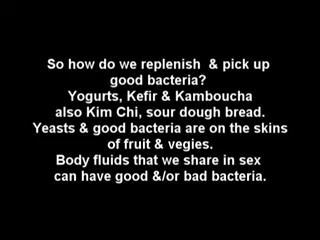 So how do we replenish & pick up
good bacteria?
Yogurts, Kefir & Kamboucha
also Kim Chi, sour dough bread.
Yeasts & good bacteria are on the skins
of fruit & vegies.
Body fluids that we share in sex
can have good &/or bad bacteria.